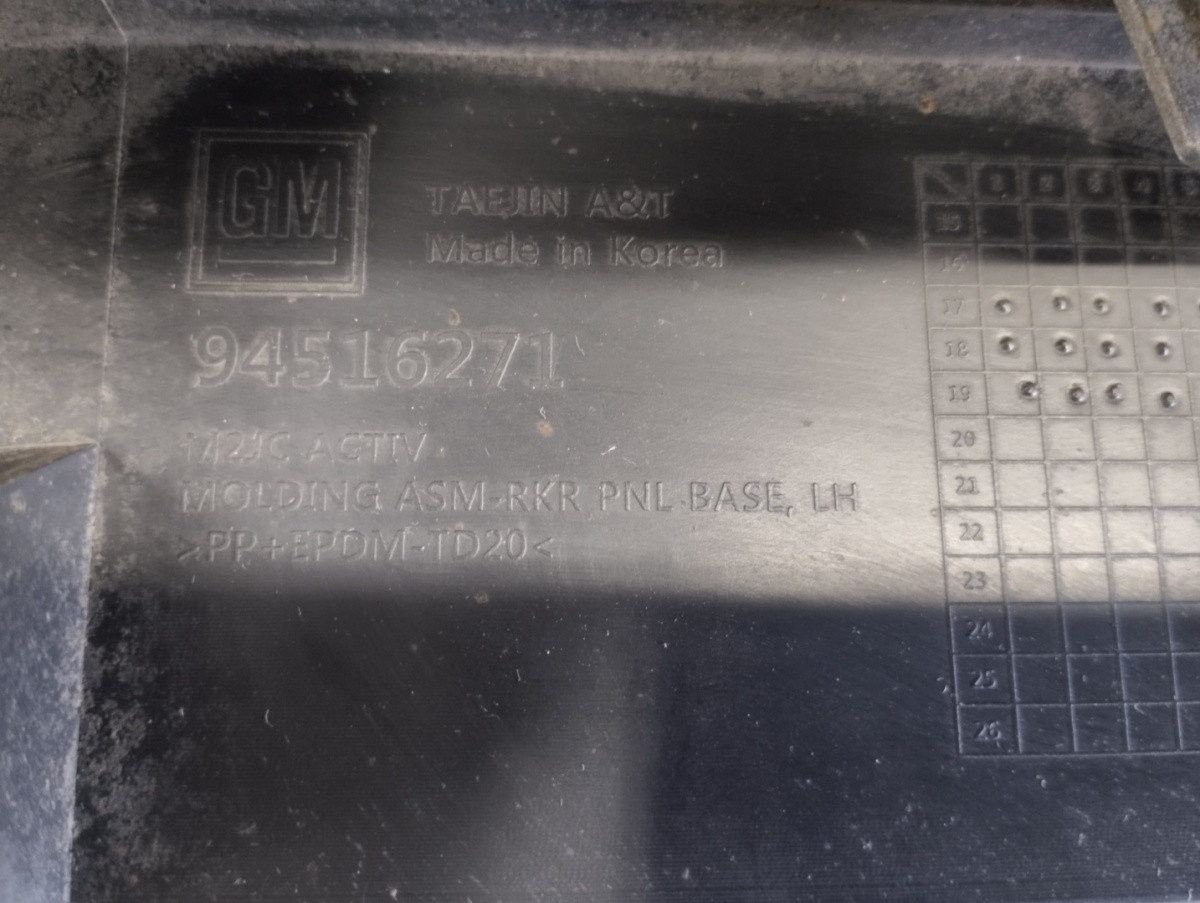 GM
TAEJIN A&T
Made in Korea
94516271
M2JC ACTIV
MOLDING ASM-RKR PNL BASE, LH
>PP+EPDM-TD20<
15
16
17
18
19
20
21
22
23
24
25
26